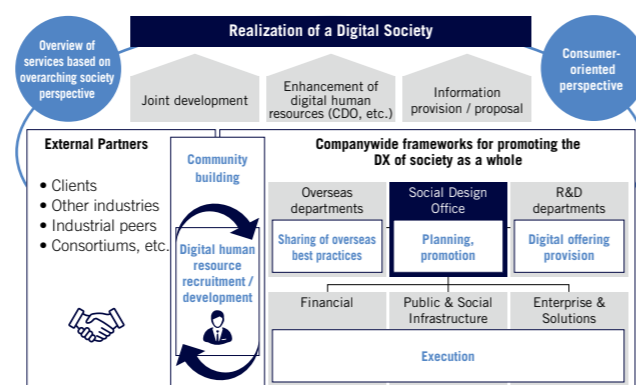 Realization of a Digital Society
Overview of
services based on
overarching society
perspective
Consumer-
oriented
perspective
Joint development
Enhancement of
digital human
resources (CDO, etc.)
Information
provision / proposal
External Partners
• Clients
• Other industries
• Industrial peers
• Consortiums, etc.
Community
building
Digital human
resource
recruitment /
development
Companywide frameworks for promoting the
DX of society as a whole
Overseas
departments
Sharing of overseas
best practices
Social Design
Office
Planning,
promotion
R&D
departments
Digital offering
provision
Financial
Public & Social
Infrastructure
Enterprise &
Solutions
Execution